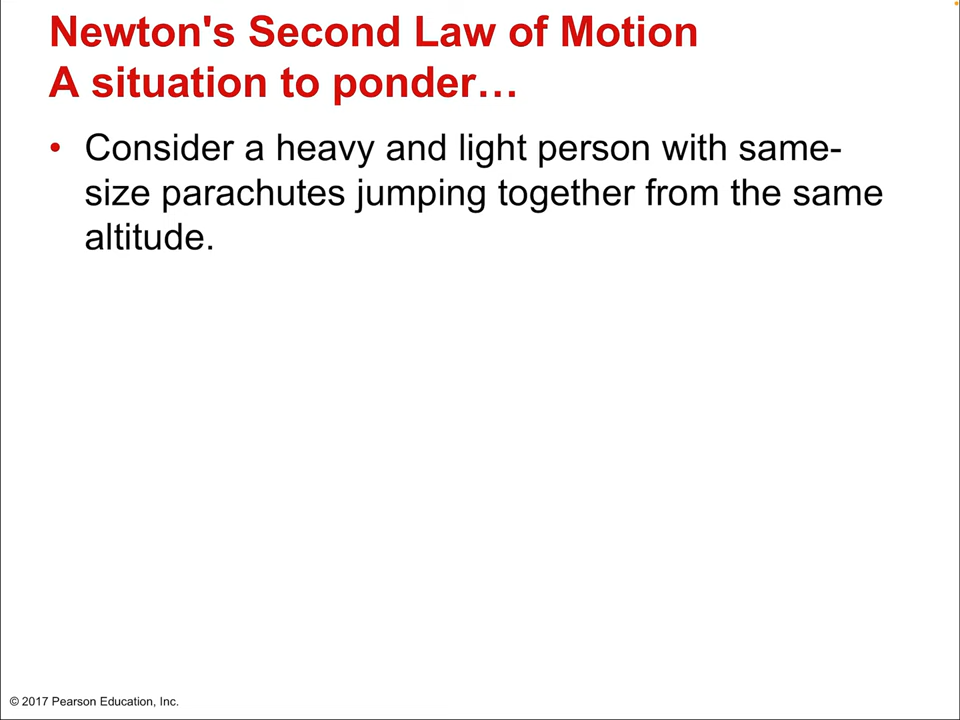 Newton's Second Law of Motion
A situation to ponder…
• Consider a heavy and light person with same-
size parachutes jumping together from the same
altitude.
© 2017 Pearson Education, Inc.